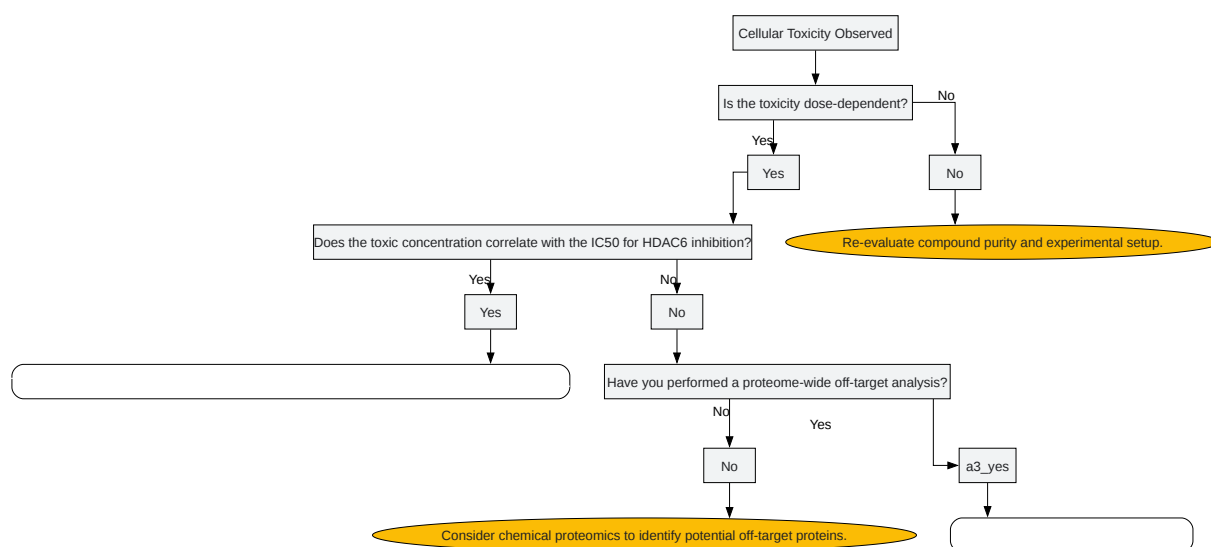 Cellular Toxicity Observed
Is the toxicity dose-dependent?
No
Yes
Yes
No
Does the toxic concentration correlate with the IC50 for HDAC6 inhibition?
Re-evaluate compound purity and experimental setup.
Yes
No
Yes
No
Have you performed a proteome-wide off-target analysis?
No
Yes
No
a3_yes
Consider chemical proteomics to identify potential off-target proteins.